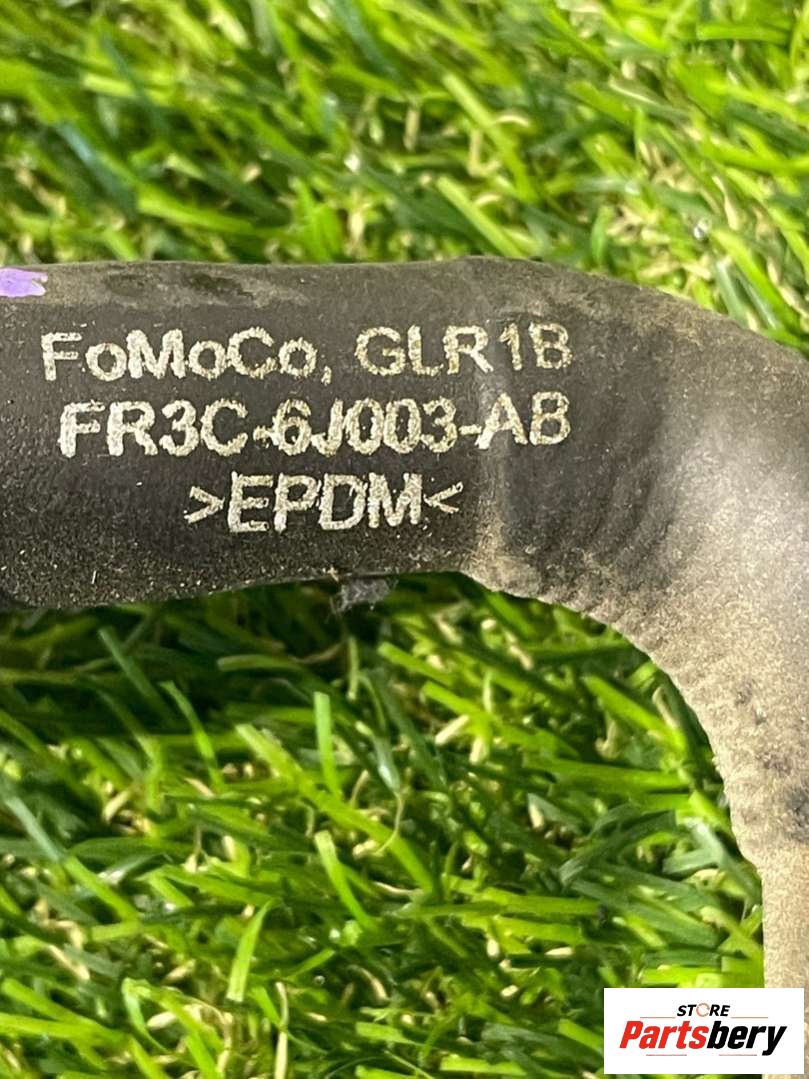 FoMoCo, GLR1B
FR3C-6J003-AB
>EPDM<
STORE
Partsbery